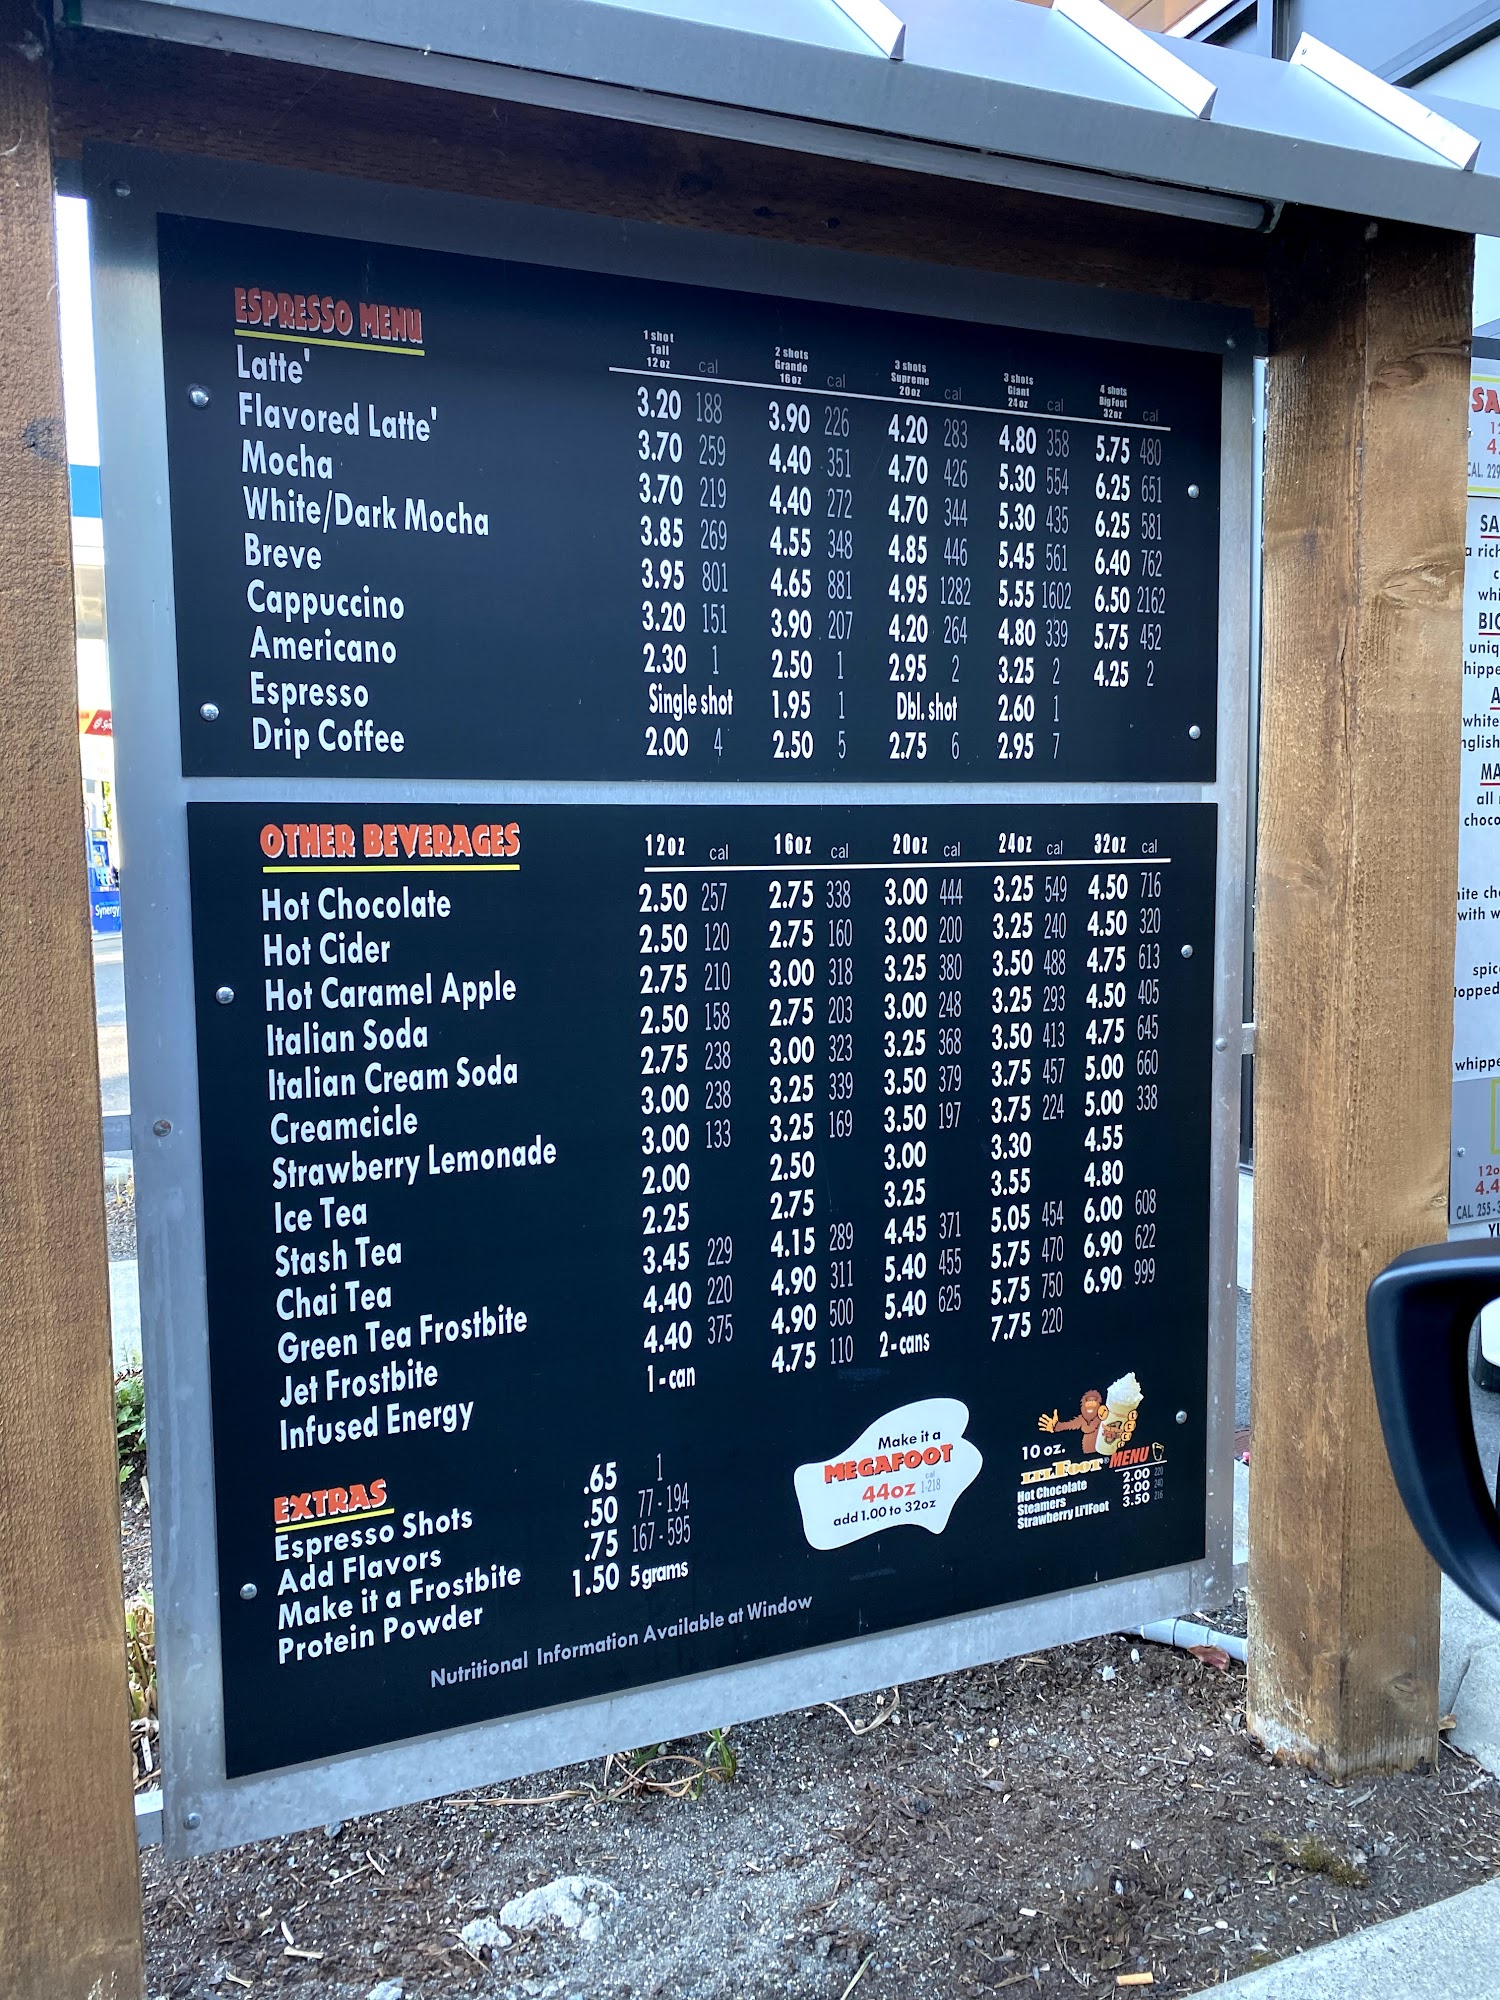 ESPRESSO MENU
1 shot Tall 12oz cal 2 shots Grande 16oz cal 3 shots Supreme 20oz cal 3 shots Giant 24oz cal 4 shots BigFoot 32oz cal
Latte' 3.20 188 3.90 226 4.20 283 4.80 358 5.75 480
Flavored Latte' 3.70 259 4.40 351 4.70 426 5.30 554 6.25 651
Mocha 3.70 219 4.40 272 4.70 344 5.30 435 6.25 581
White/Dark Mocha 3.85 269 4.55 348 4.85 446 5.45 561 6.40 762
Breve 3.95 801 4.65 881 4.95 1282 5.55 1602 6.50 2162
Cappuccino 3.20 151 3.90 207 4.20 264 4.80 339 5.75 452
Americano 2.30 1 2.50 1 2.95 2 3.25 2 4.25 2
Espresso Single shot 1.95 1 Dbl. shot 2.60 1
Drip Coffee 2.00 4 2.50 5 2.75 6 2.95 7
OTHER BEVERAGES 12oz cal 16oz cal 20oz cal 24oz cal 32oz cal
Hot Chocolate 2.50 257 2.75 338 3.00 444 3.25 549 4.50 716
Hot Cider 2.50 120 2.75 160 3.00 200 3.25 240 4.50 320
Hot Caramel Apple 2.75 210 3.00 318 3.25 380 3.50 488 4.75 613
Italian Soda 2.50 158 2.75 203 3.00 248 3.25 293 4.50 405
Italian Cream Soda 2.75 238 3.00 323 3.25 368 3.50 413 4.75 645
Creamcicle 3.00 238 3.25 339 3.50 379 3.75 457 5.00 660
Strawberry Lemonade 3.00 133 3.25 169 3.50 197 3.75 224 5.00 338
Ice Tea 2.00 2.50 3.00 3.30 4.55
Stash Tea 2.25 2.75 3.25 3.55 4.80
Chai Tea 3.45 229 4.15 289 4.45 371 5.05 454 6.00 608
Green Tea Frostbite 4.40 220 4.90 311 5.40 455 5.75 470 6.90 622
Jet Frostbite 4.40 375 4.90 500 5.40 625 5.75 750 6.90 999
Infused Energy 1-can 4.75 110 2-cans 7.75 220
EXTRAS
Espresso Shots .65 1
Add Flavors .50 77-194
Make it a Frostbite .75 167-595
Protein Powder 1.50 5grams
Make it a
MEGAFOOT
cal
44oz 1-218
add 1.00 to 32oz
10 oz.
LILFOOT MENU
Hot Chocolate 2.00 220
Steamers 2.00 240
Strawberry Li'lFoot 3.50 216
Nutritional Information Available at Window
Synergy